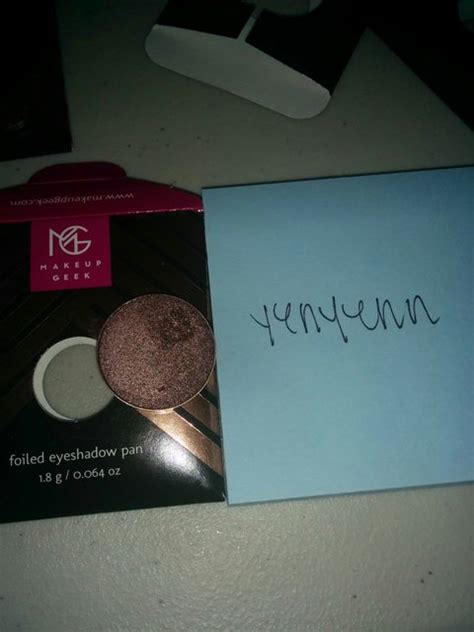 www.makeupgeek.com
MG
MAKEUP
GEEK
foiled eyeshadow pan
1.8 g / 0.064 oz
yenyenn